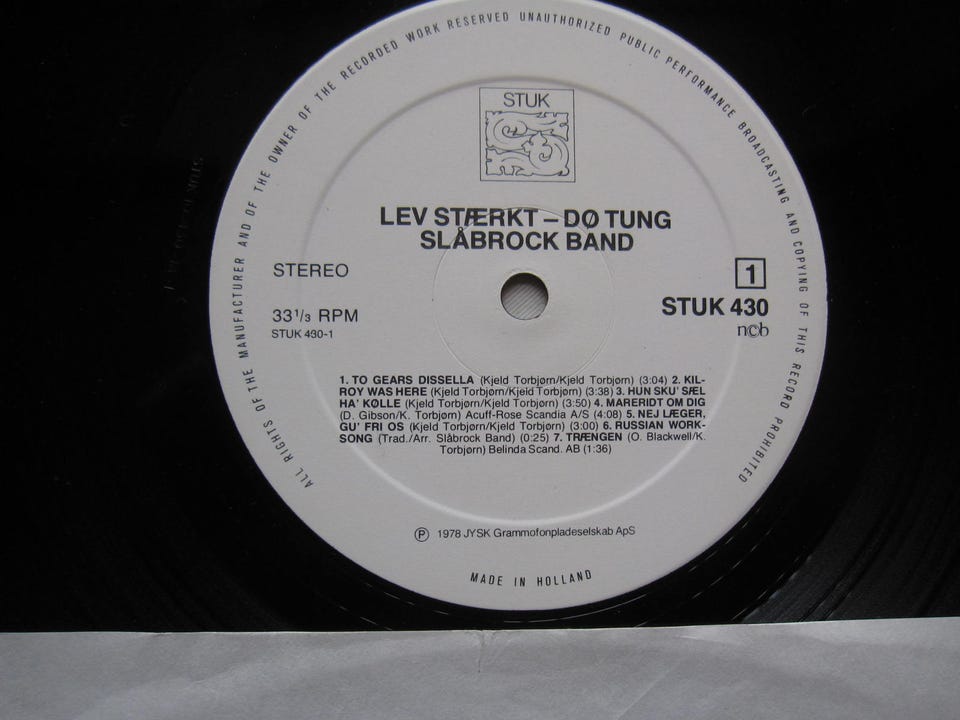 ALL RIGHTS OF THE MANUFACTURER AND OF THE OWNER OF THE RECORDED WORK RESERVED UNAUTHORIZED PUBLIC PERFORMANCE BROADCASTING AND COPYING OF THIS RECORD PROHIBITED
STUK
LEV STÆRKT – DØ TUNG
SLÅBROCK BAND
STEREO
1
33 1/3 RPM
STUK 430
STUK 430-1
n©b
1. TO GEARS DISSELLA (Kjeld Torbjørn/Kjeld Torbjørn) (3:04) 2. KIL-
ROY WAS HERE (Kjeld Torbjørn/Kjeld Torbjørn) (3:38) 3. HUN SKU' SÆL
HA' KØLLE (Kjeld Torbjørn/Kjeld Torbjørn) (3:50) 4. MARERIDT OM DIG
(D. Gibson/K. Torbjørn) Acuff-Rose Scandia A/S (4:08) 5. NEJ LÆGER,
GU' FRI OS (Kjeld Torbjørn/Kjeld Torbjørn) (3:00) 6. RUSSIAN WORK-
SONG (Trad./Arr. Slåbrock Band) (0:25) 7. TRÆNGEN (O. Blackwell/K.
Torbjørn) Belinda Scand. AB (1:36)
Ⓟ 1978 JYSK Grammofonpladeselskab ApS
MADE IN HOLLAND